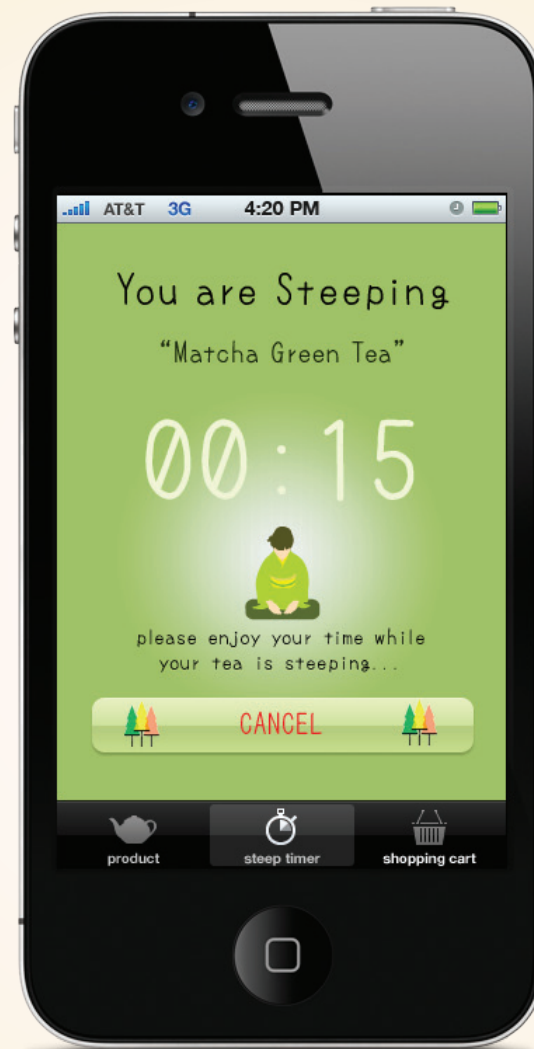 AT&T 3G 4:20 PM
You are Steeping
“Matcha Green Tea”
00:15
please enjoy your time while
your tea is steeping...
CANCEL
product steep timer shopping cart